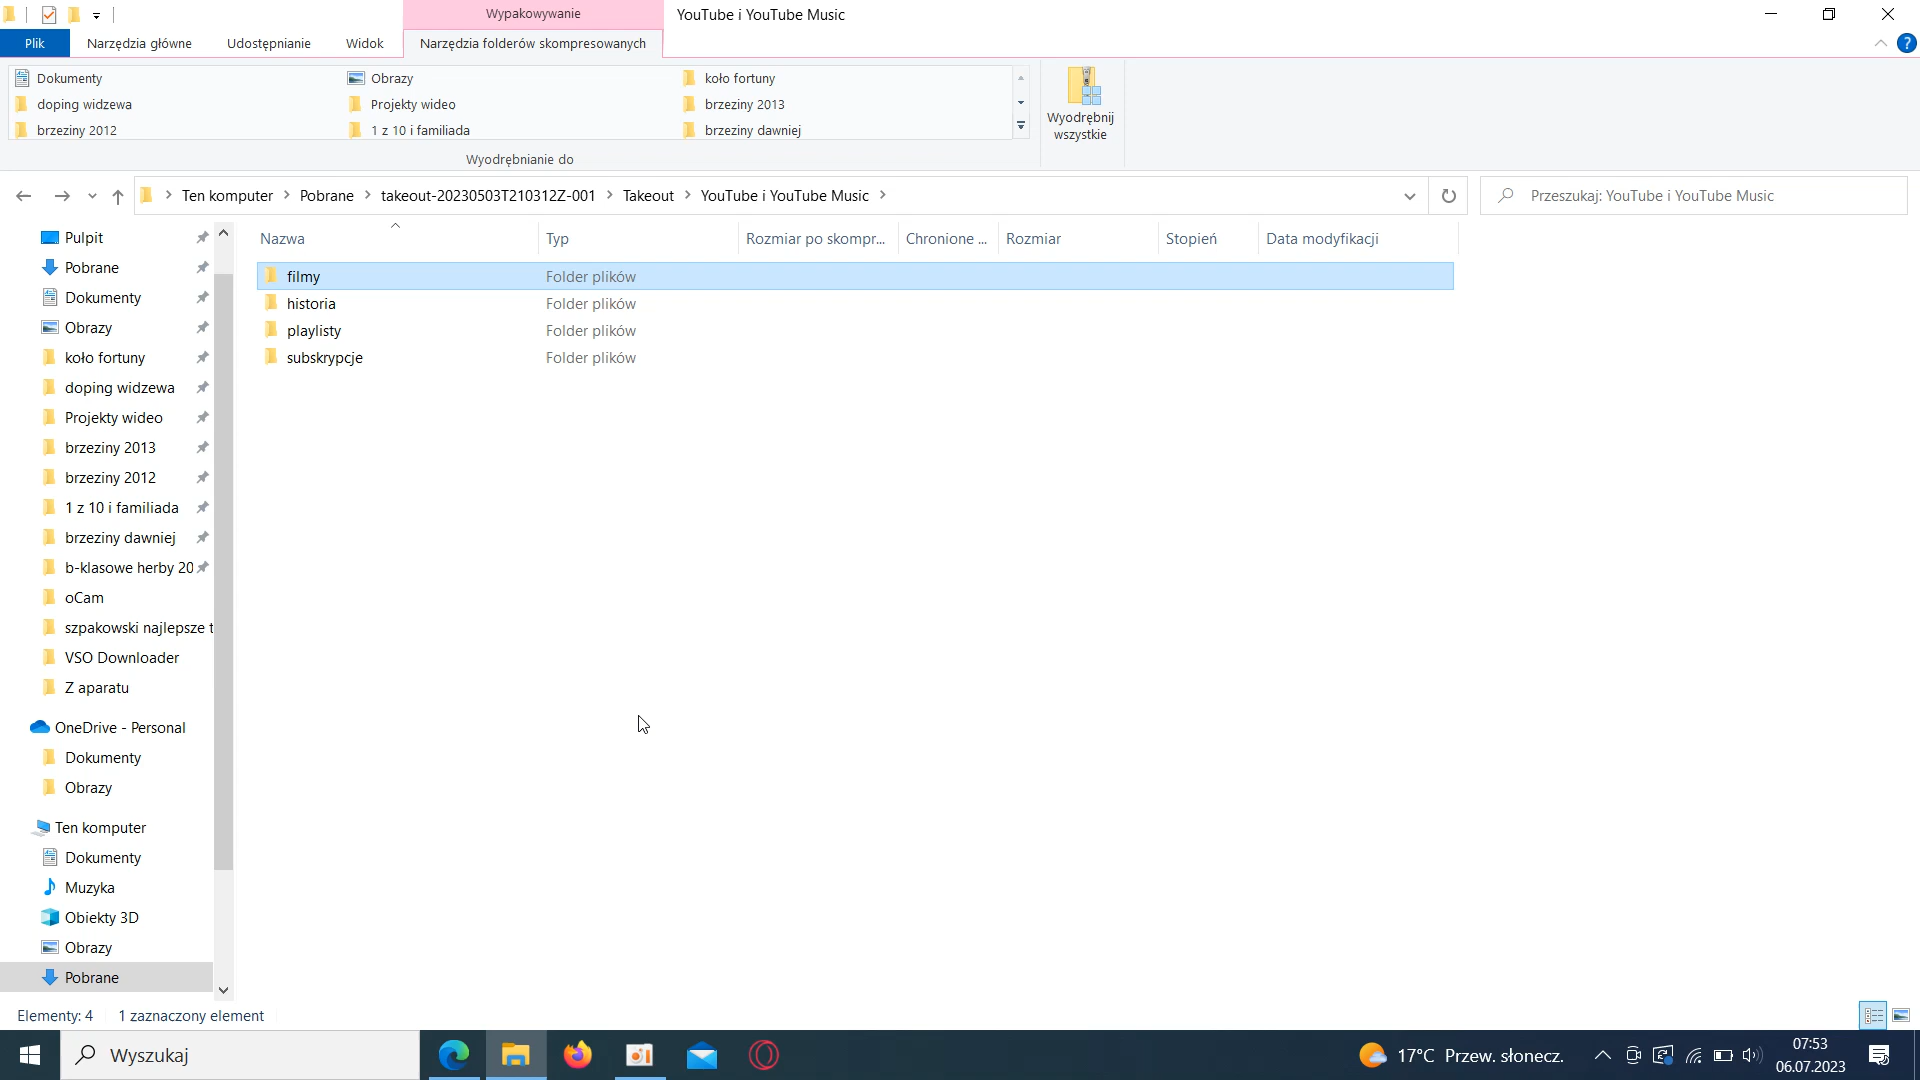 Wypakowywanie
YouTube i YouTube Music
Plik
Narzędzia główne
Udostępnianie
Widok
Narzędzia folderów skompresowanych
Dokumenty
Obrazy
koło fortuny
doping widzewa
Projekty wideo
brzeziny 2013
brzeziny 2012
1 z 10 i familiada
brzeziny dawniej
Wyodrębnij
wszystkie
Wyodrębnianie do
Ten komputer
Pobrane
takeout-20230503T210312Z-001
Takeout
YouTube i YouTube Music
Przeszukaj: YouTube i YouTube Music
Nazwa
Typ
Rozmiar po skompr...
Chronione ...
Rozmiar
Stopień
Data modyfikacji
filmy Folder plików
historia Folder plików
playlisty Folder plików
subskrypcje Folder plików
Pulpit
Pobrane
Dokumenty
Obrazy
koło fortuny
doping widzewa
Projekty wideo
brzeziny 2013
brzeziny 2012
1 z 10 i familiada
brzeziny dawniej
b-klasowe herby 20
oCam
szpakowski najlepsze t
VSO Downloader
Z aparatu
OneDrive - Personal
Dokumenty
Obrazy
Ten komputer
Dokumenty
Muzyka
Obiekty 3D
Obrazy
Pobrane
Elementy: 4
1 zaznaczony element
Wyszukaj
17°C Przew. słonecz.
07:53
06.07.2023